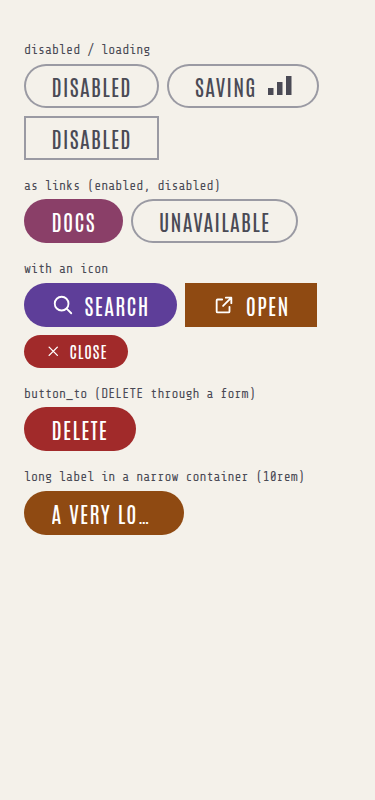 disabled / loading
DISABLED
SAVING
DISABLED
as links (enabled, disabled)
DOCS
UNAVAILABLE
with an icon
SEARCH
OPEN
CLOSE
button_to (DELETE through a form)
DELETE
long label in a narrow container (10rem)
A VERY LO…